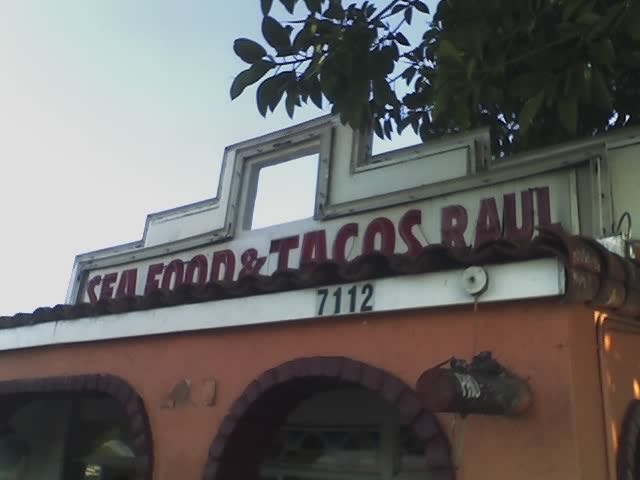 SEA FOOD & TACOS RAUL
7112